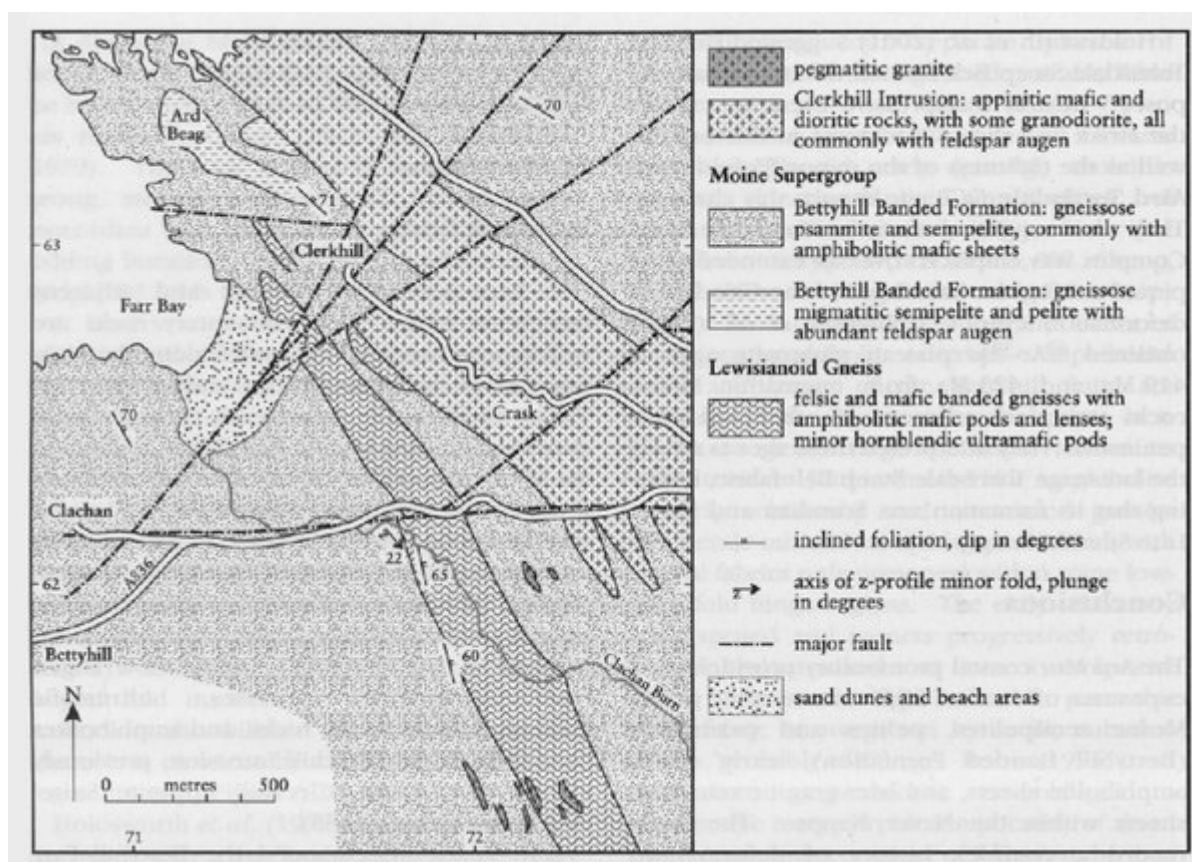 Ard
Beag
70
71
63
Clerkhill
Farr Bay
70
Crask
Clachan
22
65
62
A836
Bettyhill
60
Clachan Burn
N
0
metres
500
71
72
pegmatitic granite
Clerkhill Intrusion: appinitic mafic and
dioritic rocks, with some granodiorite, all
commonly with feldspar augen
Moine Supergroup
Bettyhill Banded Formation: gneissose
psammite and semipelite, commonly with
amphibolitic mafic sheets
Bettyhill Banded Formation: gneissose
migmatitic semipelite and pelite with
abundant feldspar augen
Lewisianoid Gneiss
felsic and mafic banded gneisses with
amphibolitic mafic pods and lenses;
minor hornblendic ultramafic pods
inclined foliation, dip in degrees
axis of z-profile minor fold, plunge
in degrees
major fault
sand dunes and beach areas